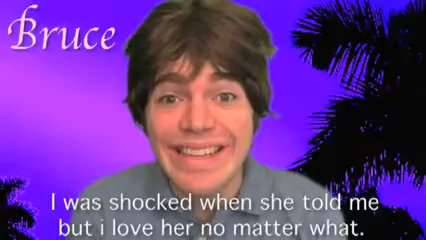 Bruce
I was shocked when she told me
but i love her no matter what.